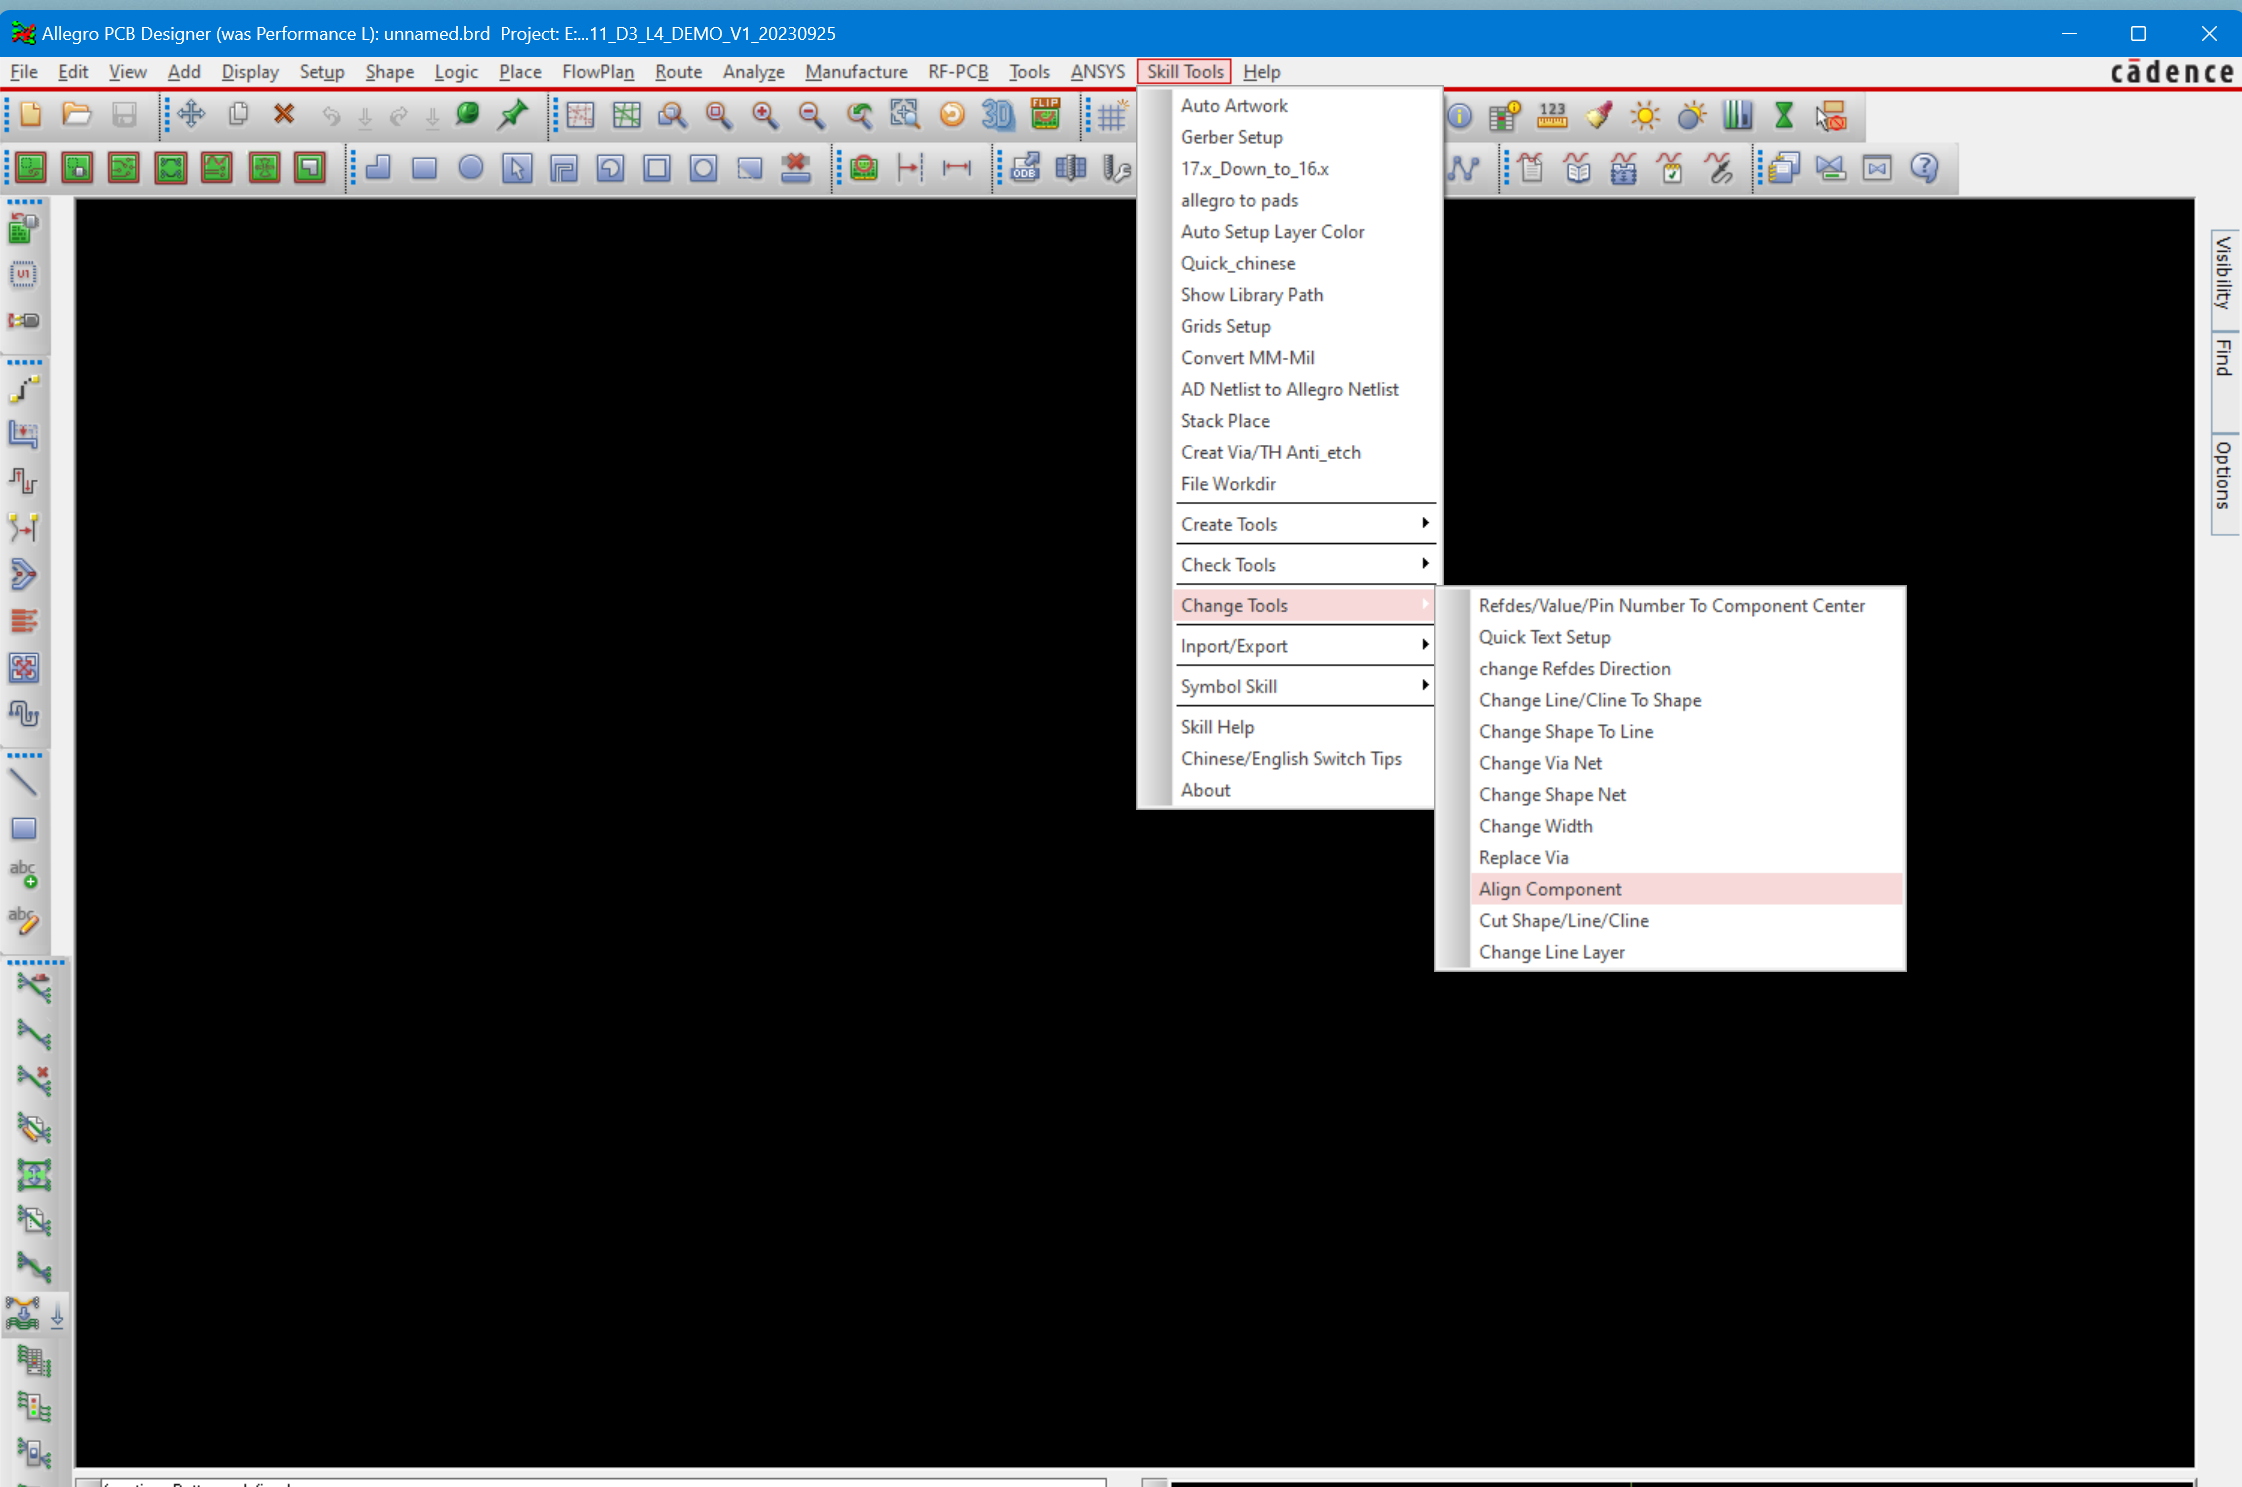 Allegro PCB Designer (was Performance L): unnamed.brd Project: E:...11_D3_L4_DEMO_V1_20230925
File Edit View Add Display Setup Shape Logic Place FlowPlan Route Analyze Manufacture RF-PCB Tools ANSYS Skill Tools Help
cādence
FLIP
3D
123
ODB
U1
abc
abc
Auto Artwork
Gerber Setup
17.x_Down_to_16.x
allegro to pads
Auto Setup Layer Color
Quick_chinese
Show Library Path
Grids Setup
Convert MM-Mil
AD Netlist to Allegro Netlist
Stack Place
Creat Via/TH Anti_etch
File Workdir
Create Tools
Check Tools
Change Tools
Inport/Export
Symbol Skill
Skill Help
Chinese/English Switch Tips
About
Refdes/Value/Pin Number To Component Center
Quick Text Setup
change Refdes Direction
Change Line/Cline To Shape
Change Shape To Line
Change Via Net
Change Shape Net
Change Width
Replace Via
Align Component
Cut Shape/Line/Cline
Change Line Layer
Visibility
Find
Options